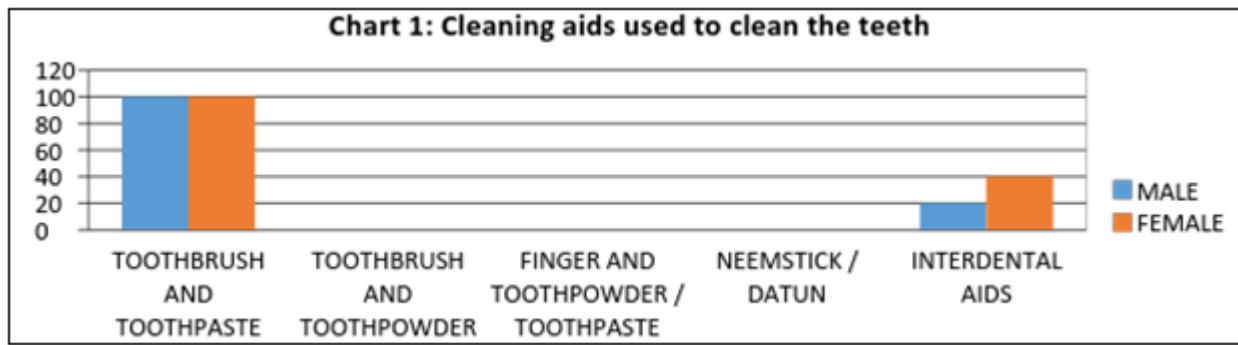 Chart 1: Cleaning aids used to clean the teeth
120
100
80
60
40
20
0
TOOTHBRUSH
AND
TOOTHPASTE
TOOTHBRUSH
AND
TOOTHPOWDER
FINGER AND
TOOTHPOWDER /
TOOTHPASTE
NEEMSTICK /
DATUN
INTERDENTAL
AIDS
MALE
FEMALE